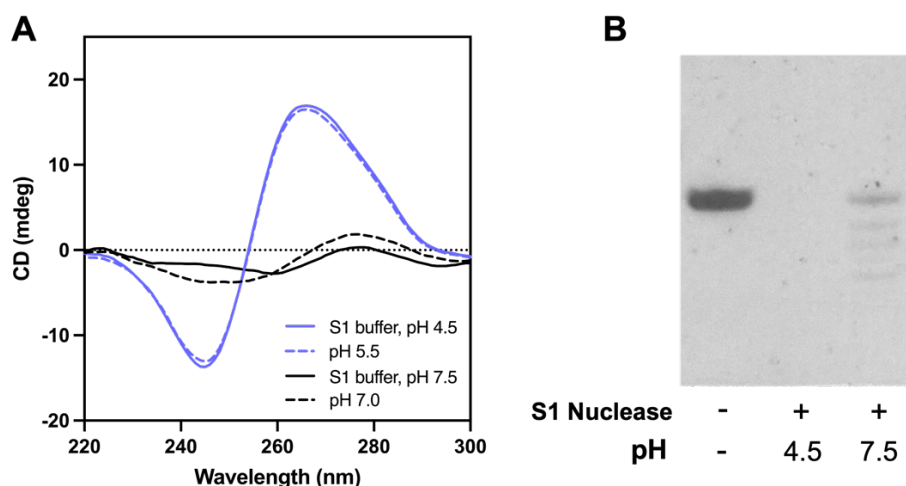 A
B
CD (mdeg)
20
10
0
-10
-20
220
240
260
280
300
Wavelength (nm)
S1 buffer, pH 4.5
pH 5.5
S1 buffer, pH 7.5
pH 7.0
S1 Nuclease - + +
pH - 4.5 7.5